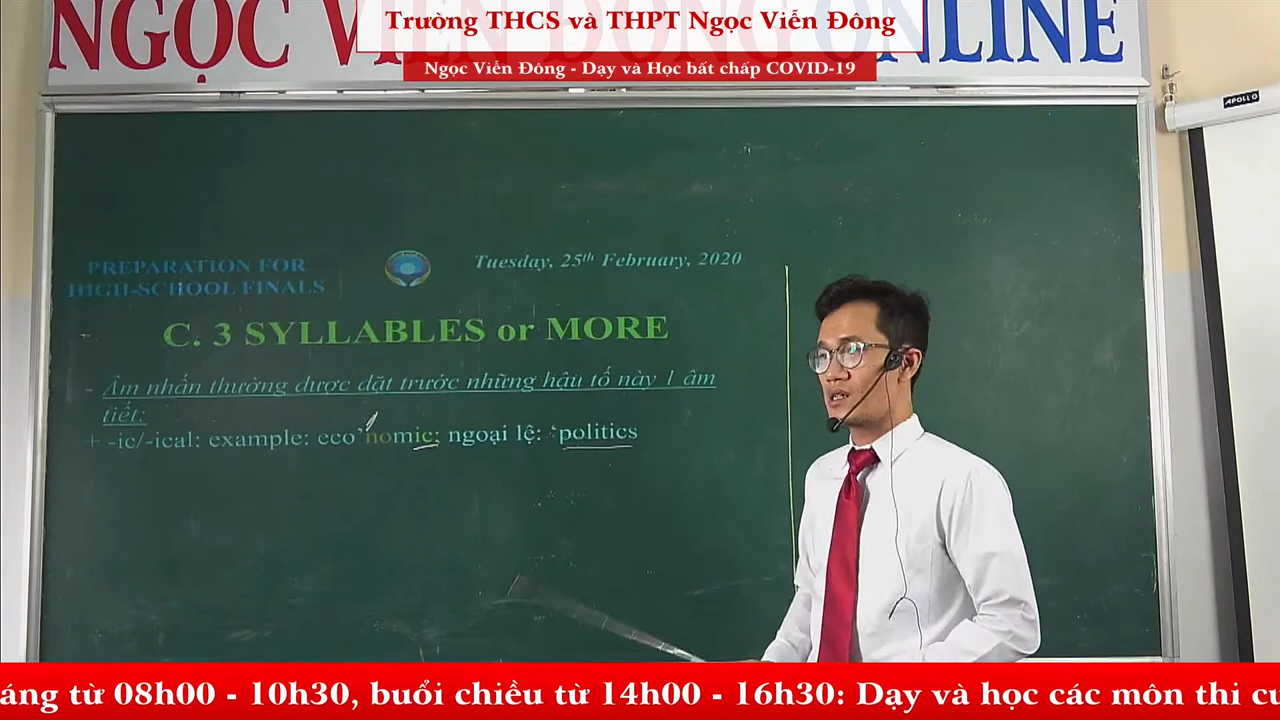 Trường THCS và THPT Ngọc Viễn Đông
NGỌC VIỄN ĐÔNG ONLINE
Ngọc Viễn Đông - Dạy và Học bất chấp COVID-19
APOLLO
PREPARATION FOR
HIGH-SCHOOL FINALS
Tuesday, 25th February, 2020
C. 3 SYLLABLES or MORE
- Âm nhấn thường được đặt trước những hậu tố này 1 âm
tiết:
+ -ic/-ical: example: eco’nomic; ngoại lệ: ‘politics
áng từ 08h00 - 10h30, buổi chiều từ 14h00 - 16h30: Dạy và học các môn thi cu